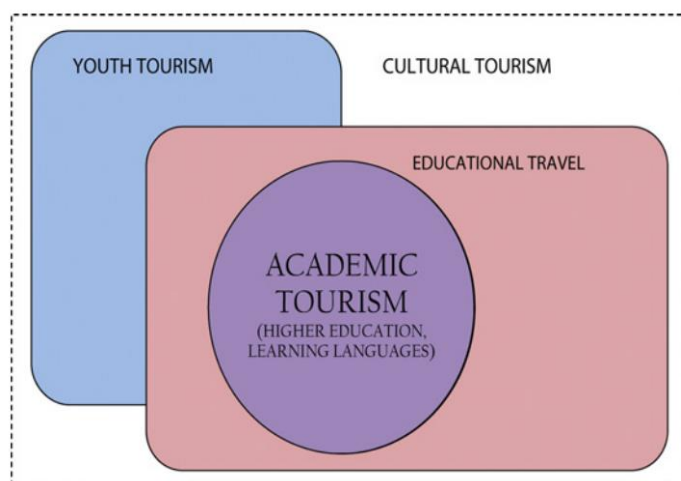 YOUTH TOURISM
CULTURAL TOURISM
EDUCATIONAL TRAVEL
ACADEMIC
TOURISM
(HIGHER EDUCATION,
LEARNING LANGUAGES)